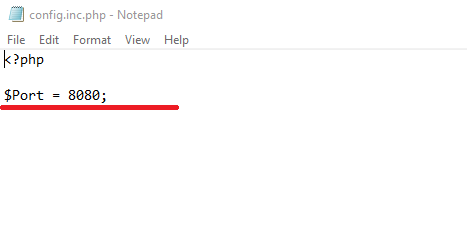 config.inc.php - Notepad
File Edit Format View Help
<?php
$Port = 8080;